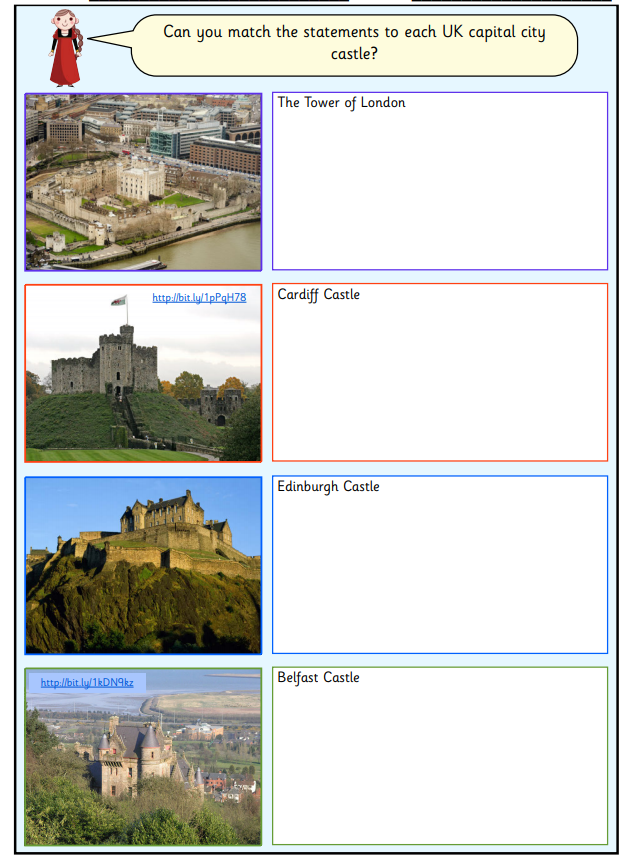 Can you match the statements to each UK capital city
castle?
The Tower of London
http://bit.ly/1pPqH78
Cardiff Castle
Edinburgh Castle
http://bit.ly/1kDN9kz
Belfast Castle